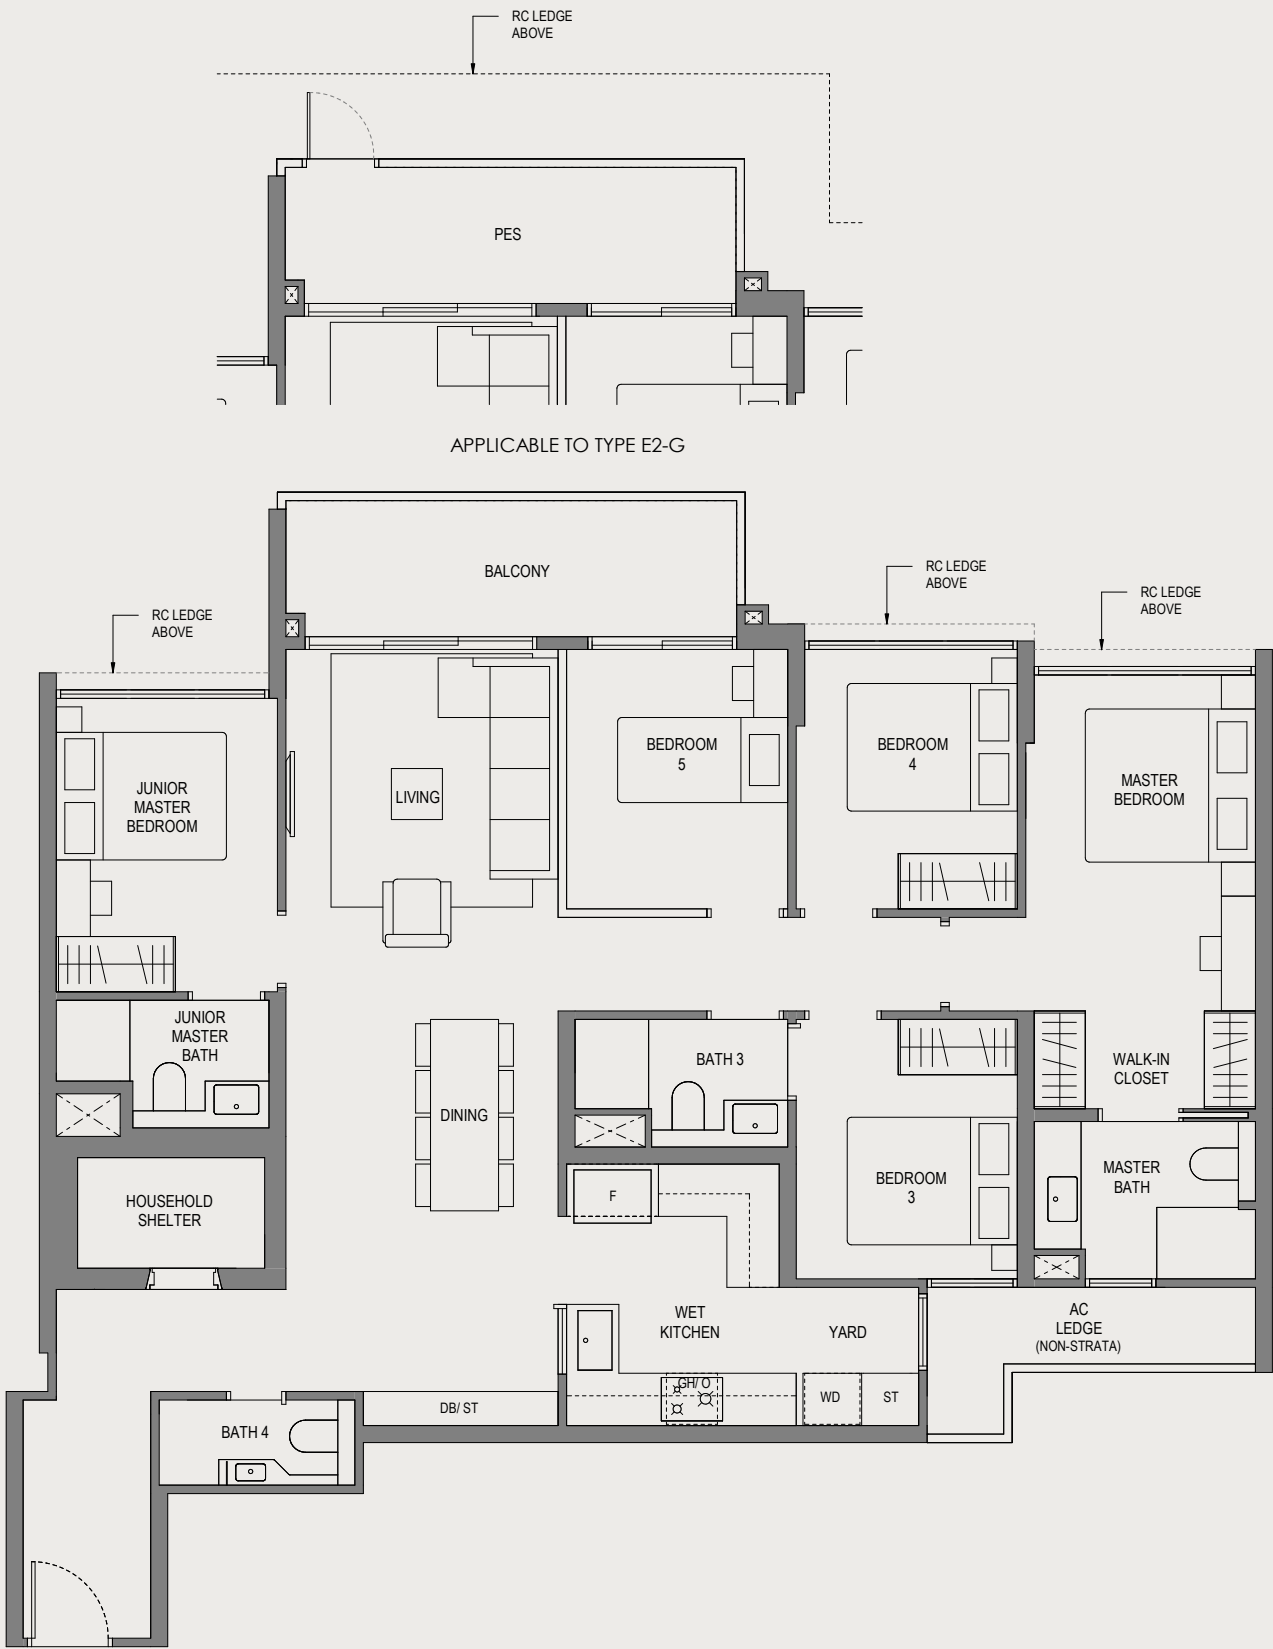 RC LEDGE
ABOVE
PES
APPLICABLE TO TYPE E2-G
BALCONY
RC LEDGE
ABOVE
RC LEDGE
ABOVE
RC LEDGE
ABOVE
JUNIOR
MASTER
BEDROOM
LIVING
BEDROOM
5
BEDROOM
4
MASTER
BEDROOM
JUNIOR
MASTER
BATH
BATH 3
WALK-IN
CLOSET
DINING
HOUSEHOLD
SHELTER
F
BEDROOM
3
MASTER
BATH
WET
KITCHEN
YARD
AC
LEDGE
(NON-STRATA)
GH/ O
WD
ST
DB/ ST
BATH 4